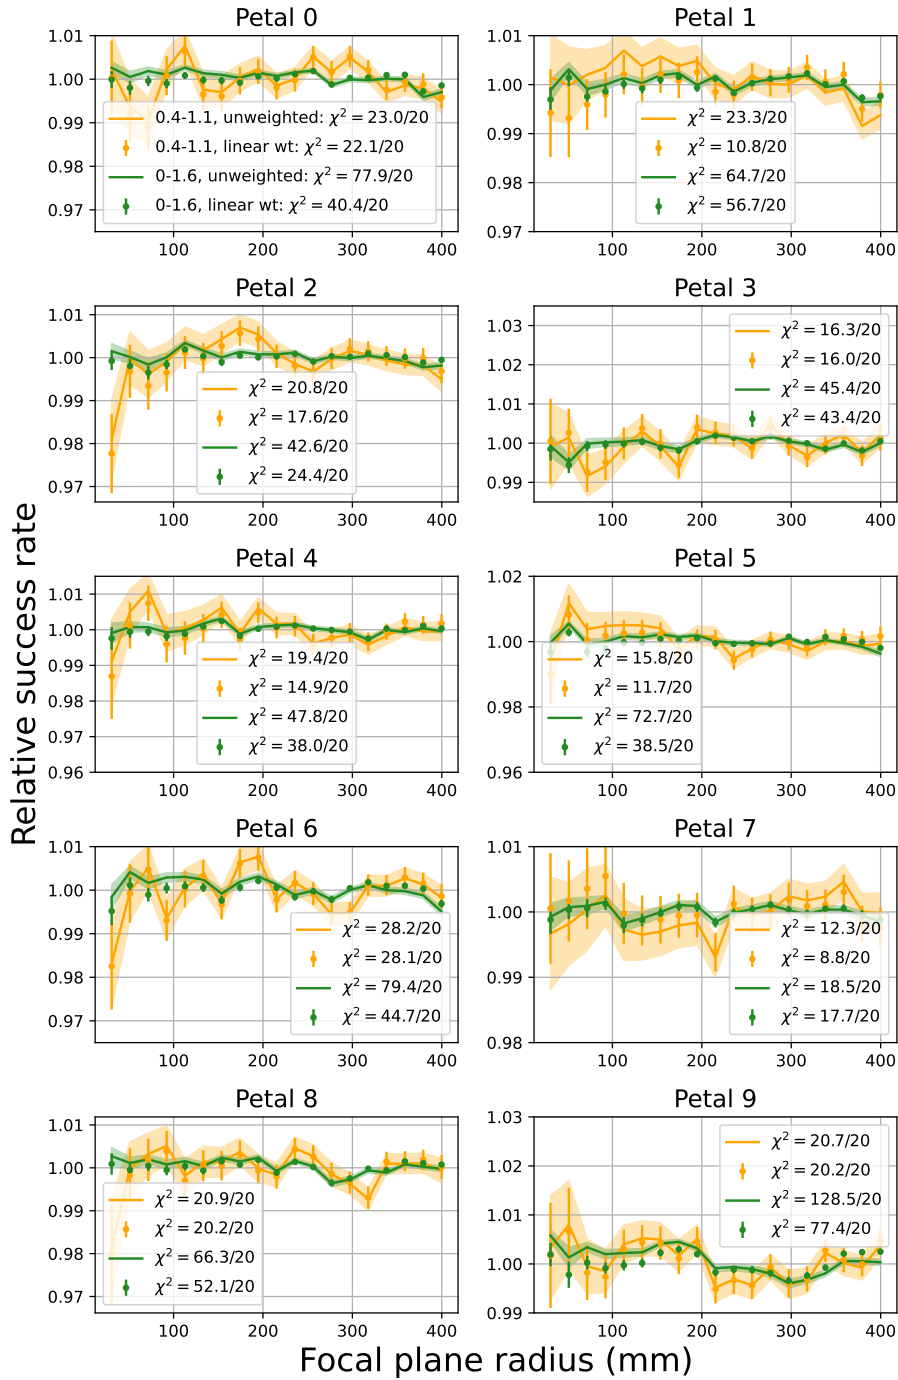 Petal 0
1.01
1.00
0.99
0.98
0.97
0.4-1.1, unweighted: χ² = 23.0/20
0.4-1.1, linear wt: χ² = 22.1/20
0-1.6, unweighted: χ² = 77.9/20
0-1.6, linear wt: χ² = 40.4/20
100 200 300 400
Petal 1
1.01
1.00
0.99
0.98
0.97
χ² = 23.3/20
χ² = 10.8/20
χ² = 64.7/20
χ² = 56.7/20
100 200 300 400
Petal 2
1.01
1.00
0.99
0.98
0.97
χ² = 20.8/20
χ² = 17.6/20
χ² = 42.6/20
χ² = 24.4/20
100 200 300 400
Petal 3
1.03
1.02
1.01
1.00
0.99
χ² = 16.3/20
χ² = 16.0/20
χ² = 45.4/20
χ² = 43.4/20
100 200 300 400
Petal 4
1.01
1.00
0.99
0.98
0.97
0.96
χ² = 19.4/20
χ² = 14.9/20
χ² = 47.8/20
χ² = 38.0/20
100 200 300 400
Petal 5
1.02
1.00
0.98
0.96
χ² = 15.8/20
χ² = 11.7/20
χ² = 72.7/20
χ² = 38.5/20
100 200 300 400
Petal 6
1.01
1.00
0.99
0.98
0.97
χ² = 28.2/20
χ² = 28.1/20
χ² = 79.4/20
χ² = 44.7/20
100 200 300 400
Petal 7
1.01
1.00
0.99
0.98
χ² = 12.3/20
χ² = 8.8/20
χ² = 18.5/20
χ² = 17.7/20
100 200 300 400
Petal 8
1.01
1.00
0.99
0.98
0.97
χ² = 20.9/20
χ² = 20.2/20
χ² = 66.3/20
χ² = 52.1/20
100 200 300 400
Petal 9
1.03
1.02
1.01
1.00
0.99
χ² = 20.7/20
χ² = 20.2/20
χ² = 128.5/20
χ² = 77.4/20
100 200 300 400
Relative success rate
Focal plane radius (mm)